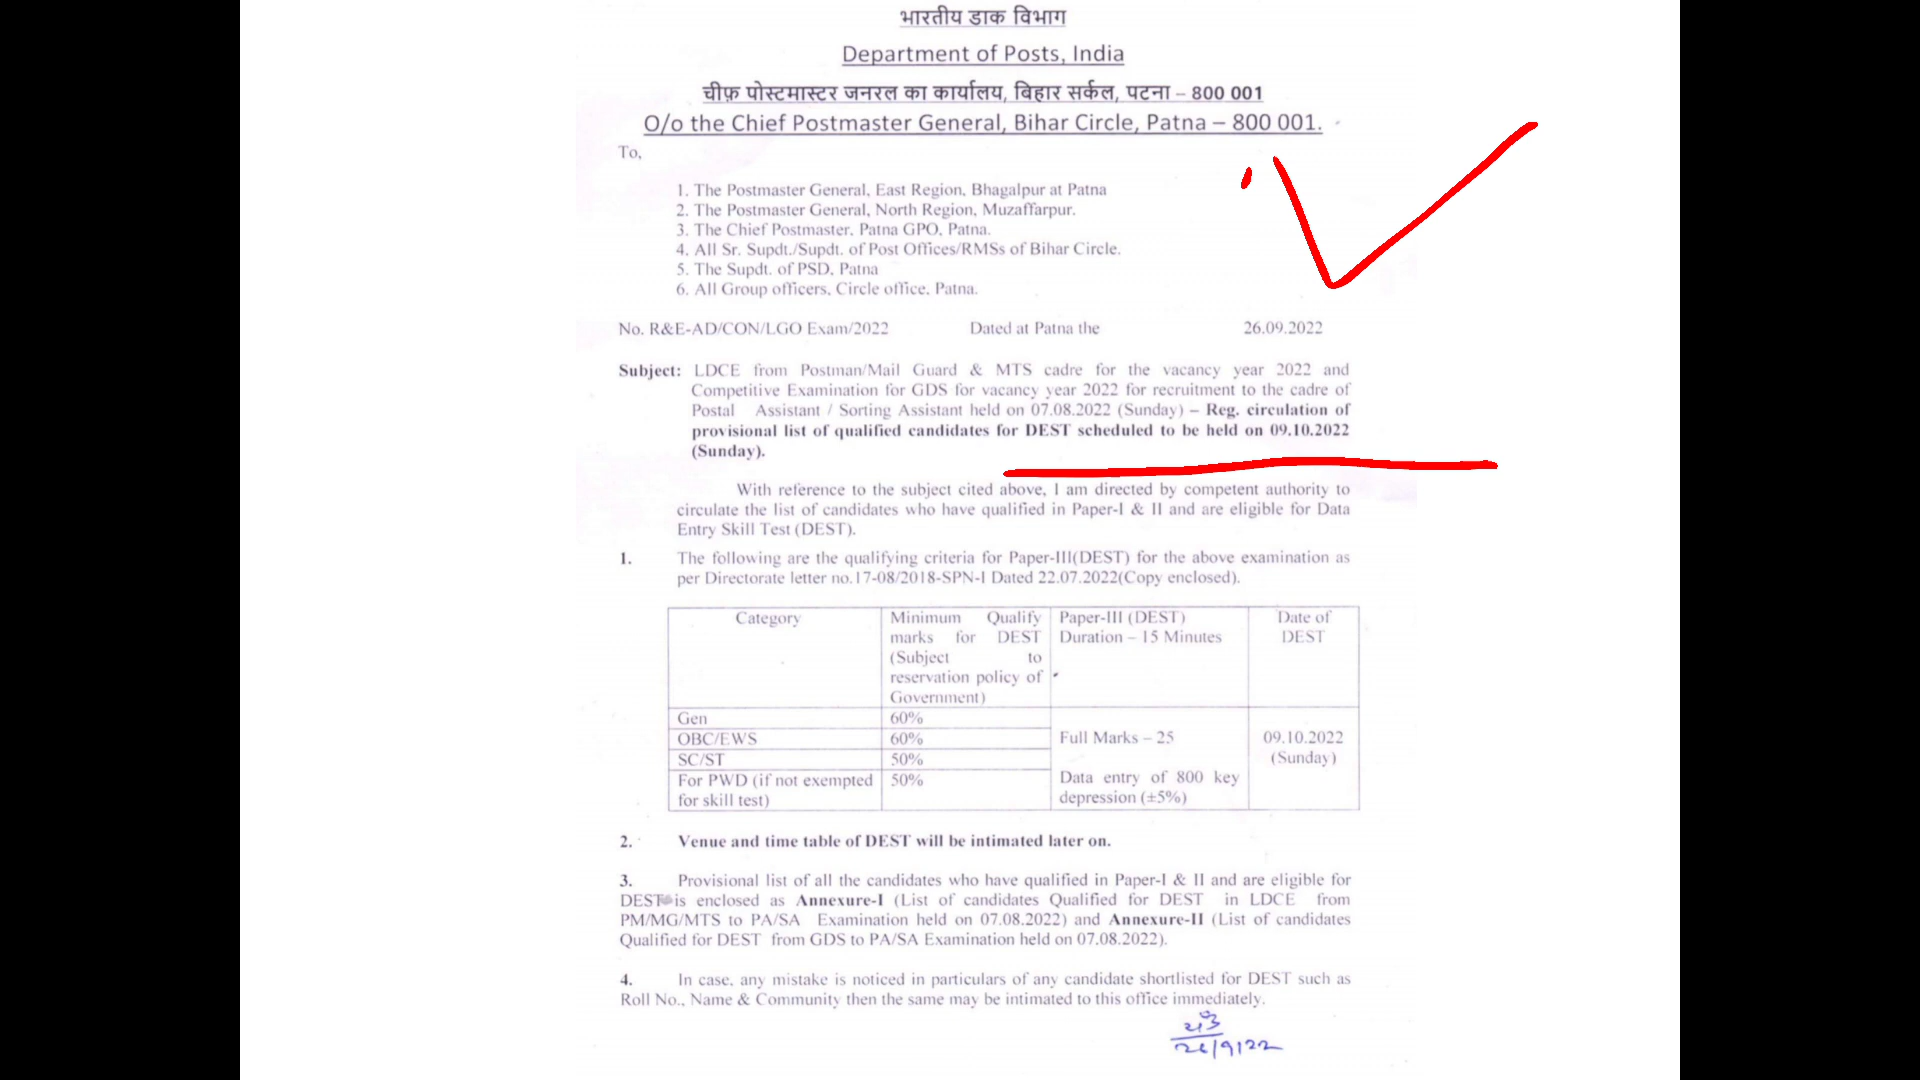 भारतीय डाक विभाग
Department of Posts, India
चीफ़ पोस्टमास्टर जनरल का कार्यालय, बिहार सर्कल, पटना – 800 001
O/o the Chief Postmaster General, Bihar Circle, Patna – 800 001.
To,
1. The Postmaster General, East Region, Bhagalpur at Patna
2. The Postmaster General, North Region, Muzaffarpur.
3. The Chief Postmaster, Patna GPO, Patna.
4. All Sr. Supdt./Supdt. of Post Offices/RMSs of Bihar Circle.
5. The Supdt. of PSD, Patna
6. All Group officers, Circle office, Patna.
No. R&E-AD/CON/LGO Exam/2022 Dated at Patna the 26.09.2022
Subject: LDCE from Postman/Mail Guard & MTS cadre for the vacancy year 2022 and
Competitive Examination for GDS for vacancy year 2022 for recruitment to the cadre of
Postal Assistant / Sorting Assistant held on 07.08.2022 (Sunday) – Reg. circulation of
provisional list of qualified candidates for DEST scheduled to be held on 09.10.2022
(Sunday).
With reference to the subject cited above, I am directed by competent authority to
circulate the list of candidates who have qualified in Paper-I & II and are eligible for Data
Entry Skill Test (DEST).
1. The following are the qualifying criteria for Paper-III(DEST) for the above examination as
per Directorate letter no.17-08/2018-SPN-I Dated 22.07.2022(Copy enclosed).
Category
Minimum Qualify
marks for DEST
(Subject to
reservation policy of
Government)
Paper-III (DEST)
Duration – 15 Minutes
Date of
DEST
Gen 60%
OBC/EWS 60%
SC/ST 50%
For PWD (if not exempted 50%
for skill test)
Full Marks – 25
Data entry of 800 key
depression (±5%)
09.10.2022
(Sunday)
2. Venue and time table of DEST will be intimated later on.
3. Provisional list of all the candidates who have qualified in Paper-I & II and are eligible for
DEST is enclosed as Annexure-I (List of candidates Qualified for DEST in LDCE from
PM/MG/MTS to PA/SA Examination held on 07.08.2022) and Annexure-II (List of candidates
Qualified for DEST from GDS to PA/SA Examination held on 07.08.2022).
4. In case, any mistake is noticed in particulars of any candidate shortlisted for DEST such as
Roll No., Name & Community then the same may be intimated to this office immediately.
26/9/22